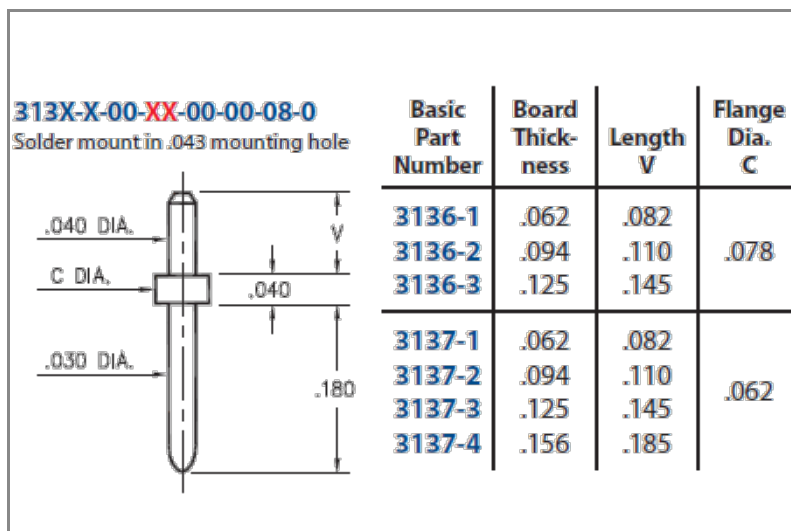 313X-X-00-XX-00-00-08-0
Solder mount in .043 mounting hole
.040 DIA.
C DIA.
.030 DIA.
V
.040
.180
Basic Part Number Board Thick-ness Length V Flange Dia. C
3136-1 .062 .082
3136-2 .094 .110 .078
3136-3 .125 .145
3137-1 .062 .082
3137-2 .094 .110
.062
3137-3 .125 .145
3137-4 .156 .185